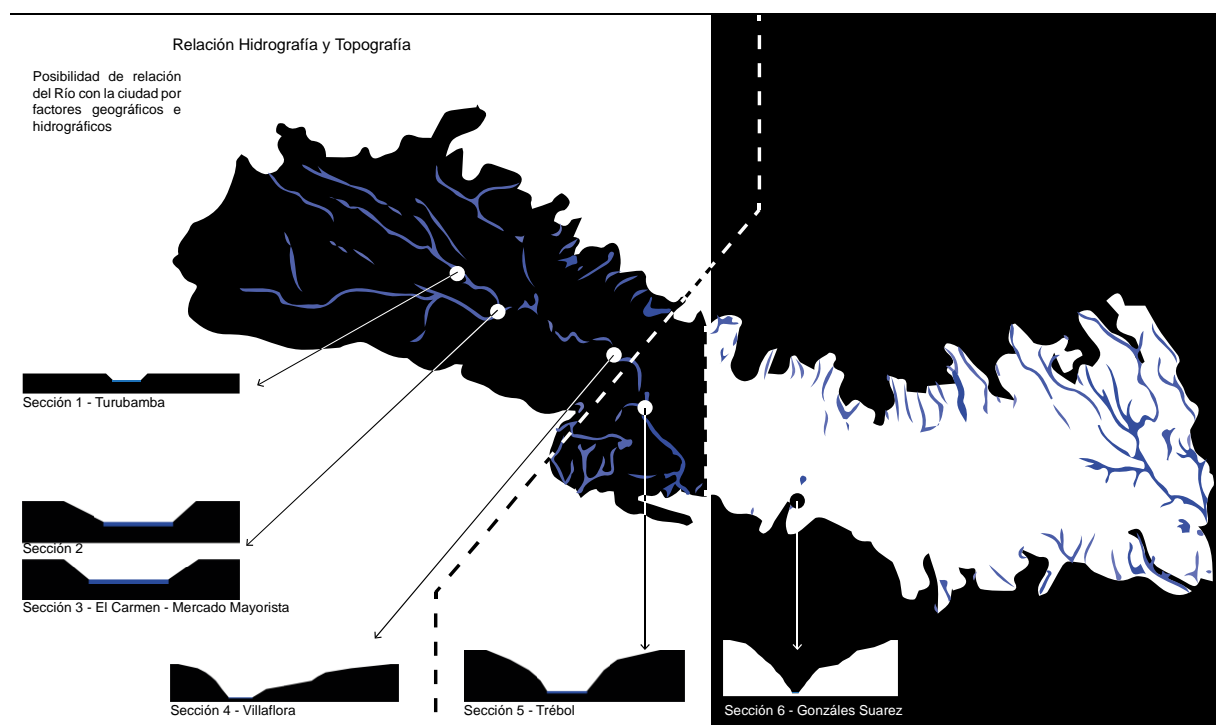 Relación Hidrografía y Topografía
Posibilidad de relación
del Río con la ciudad por
factores geográficos e
hidrográficos
Sección 1 - Turubamba
Sección 2
Sección 3 - El Carmen - Mercado Mayorista
Sección 4 - Villaflora
Sección 5 - Trébol
Sección 6 - Gonzáles Suarez